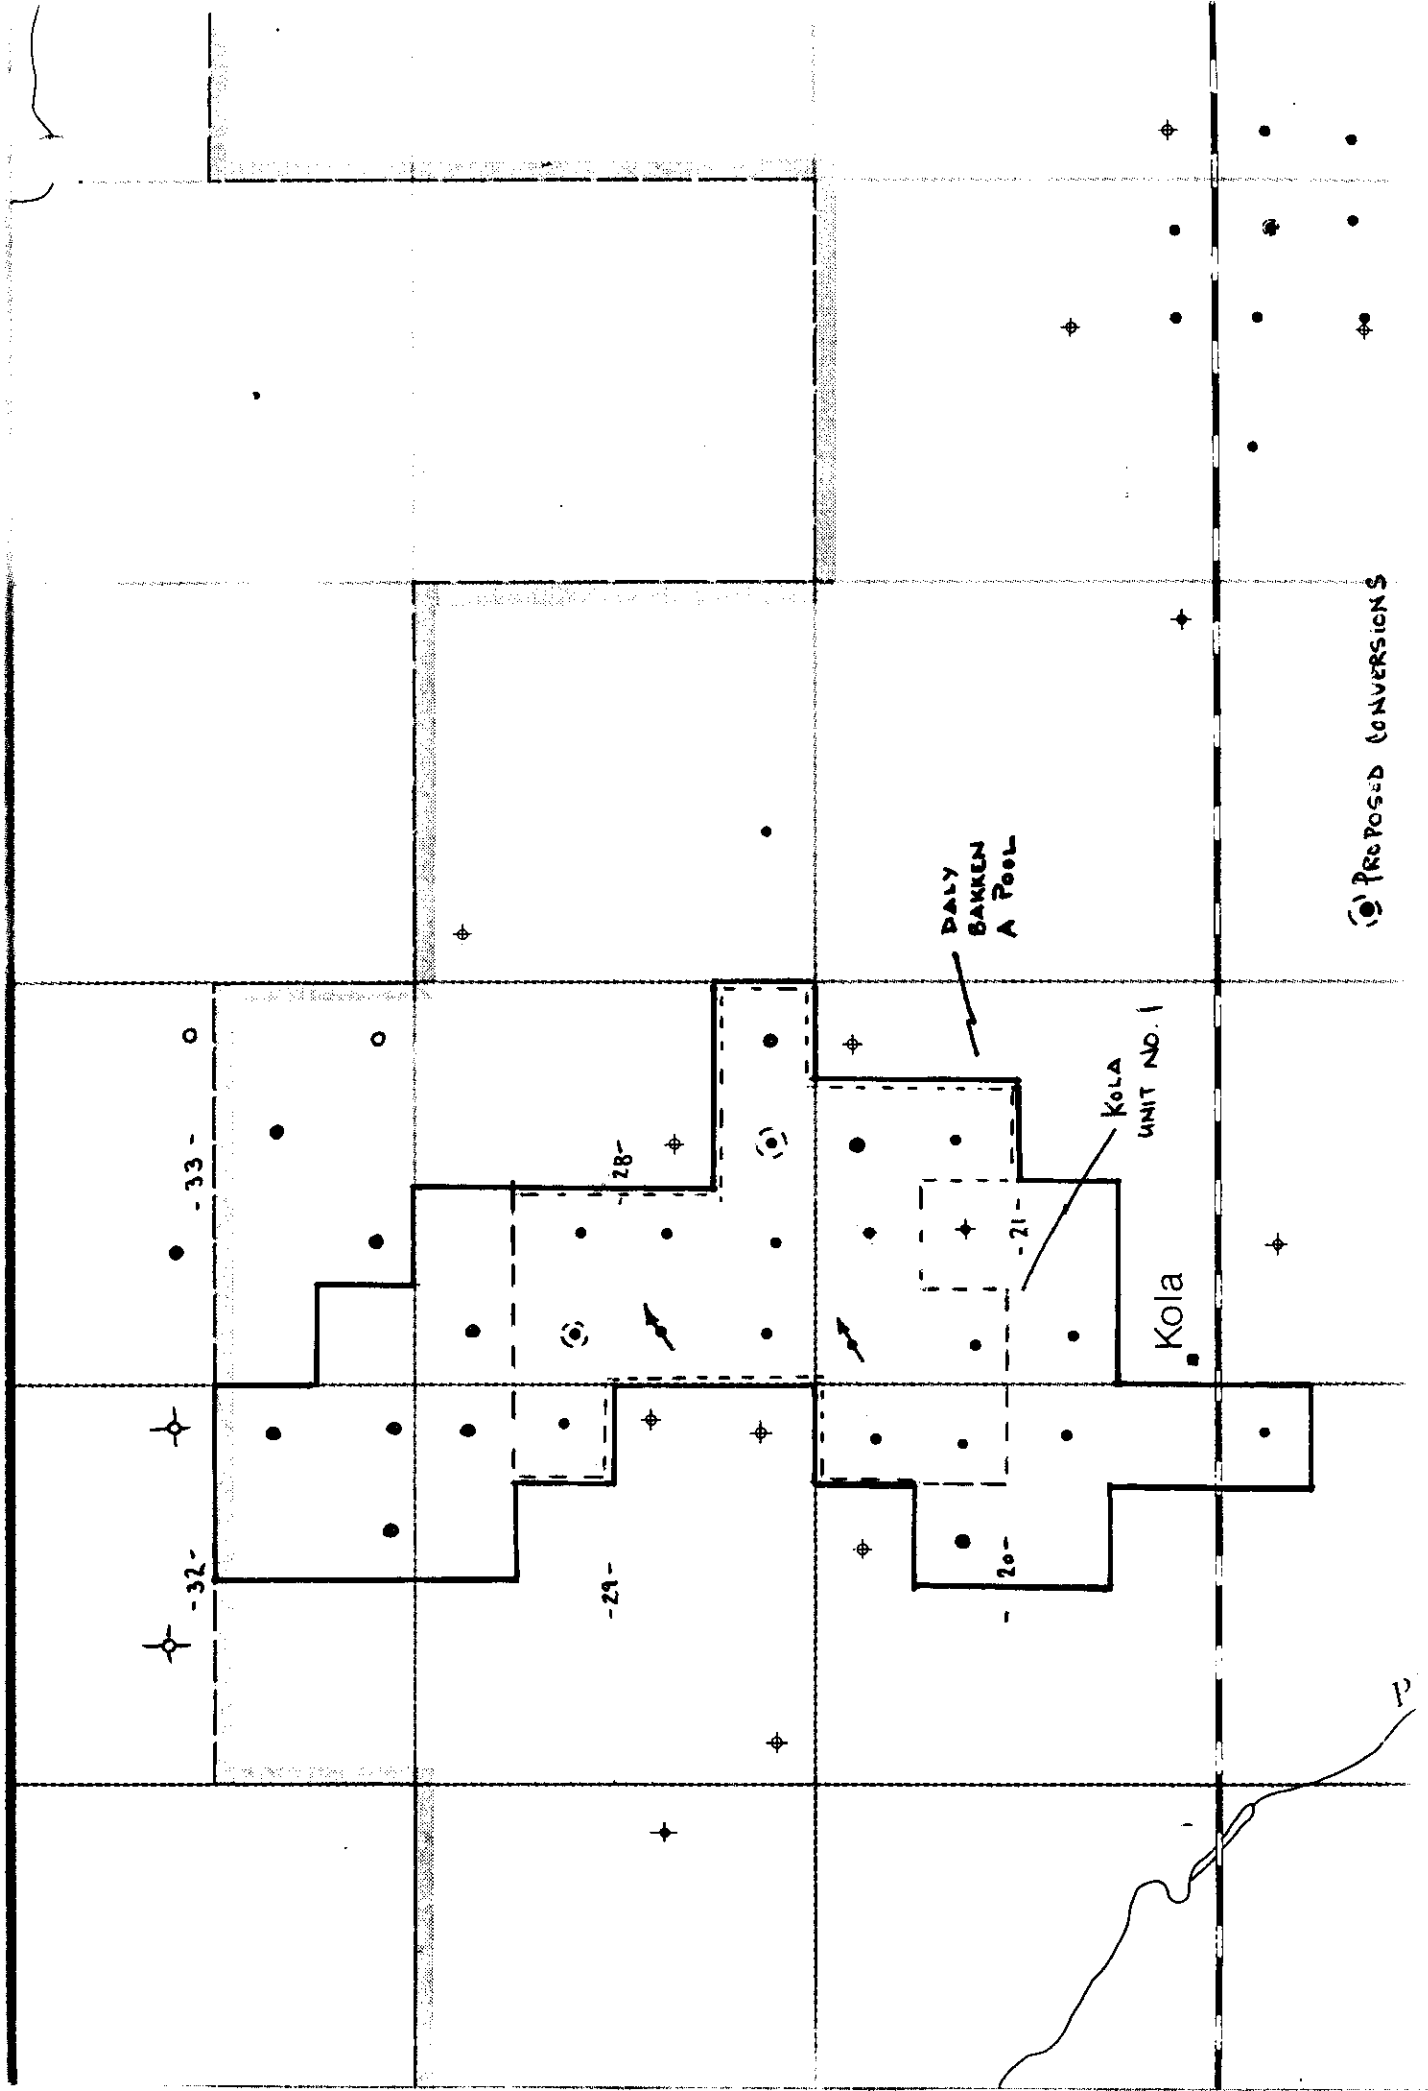 -32-
-33-
-29-
-28-
-20-
-21-
DALY
BAKKEN
A POOL
KOLA
UNIT NO. 1
Kola
PROPOSED CONVERSIONS
P